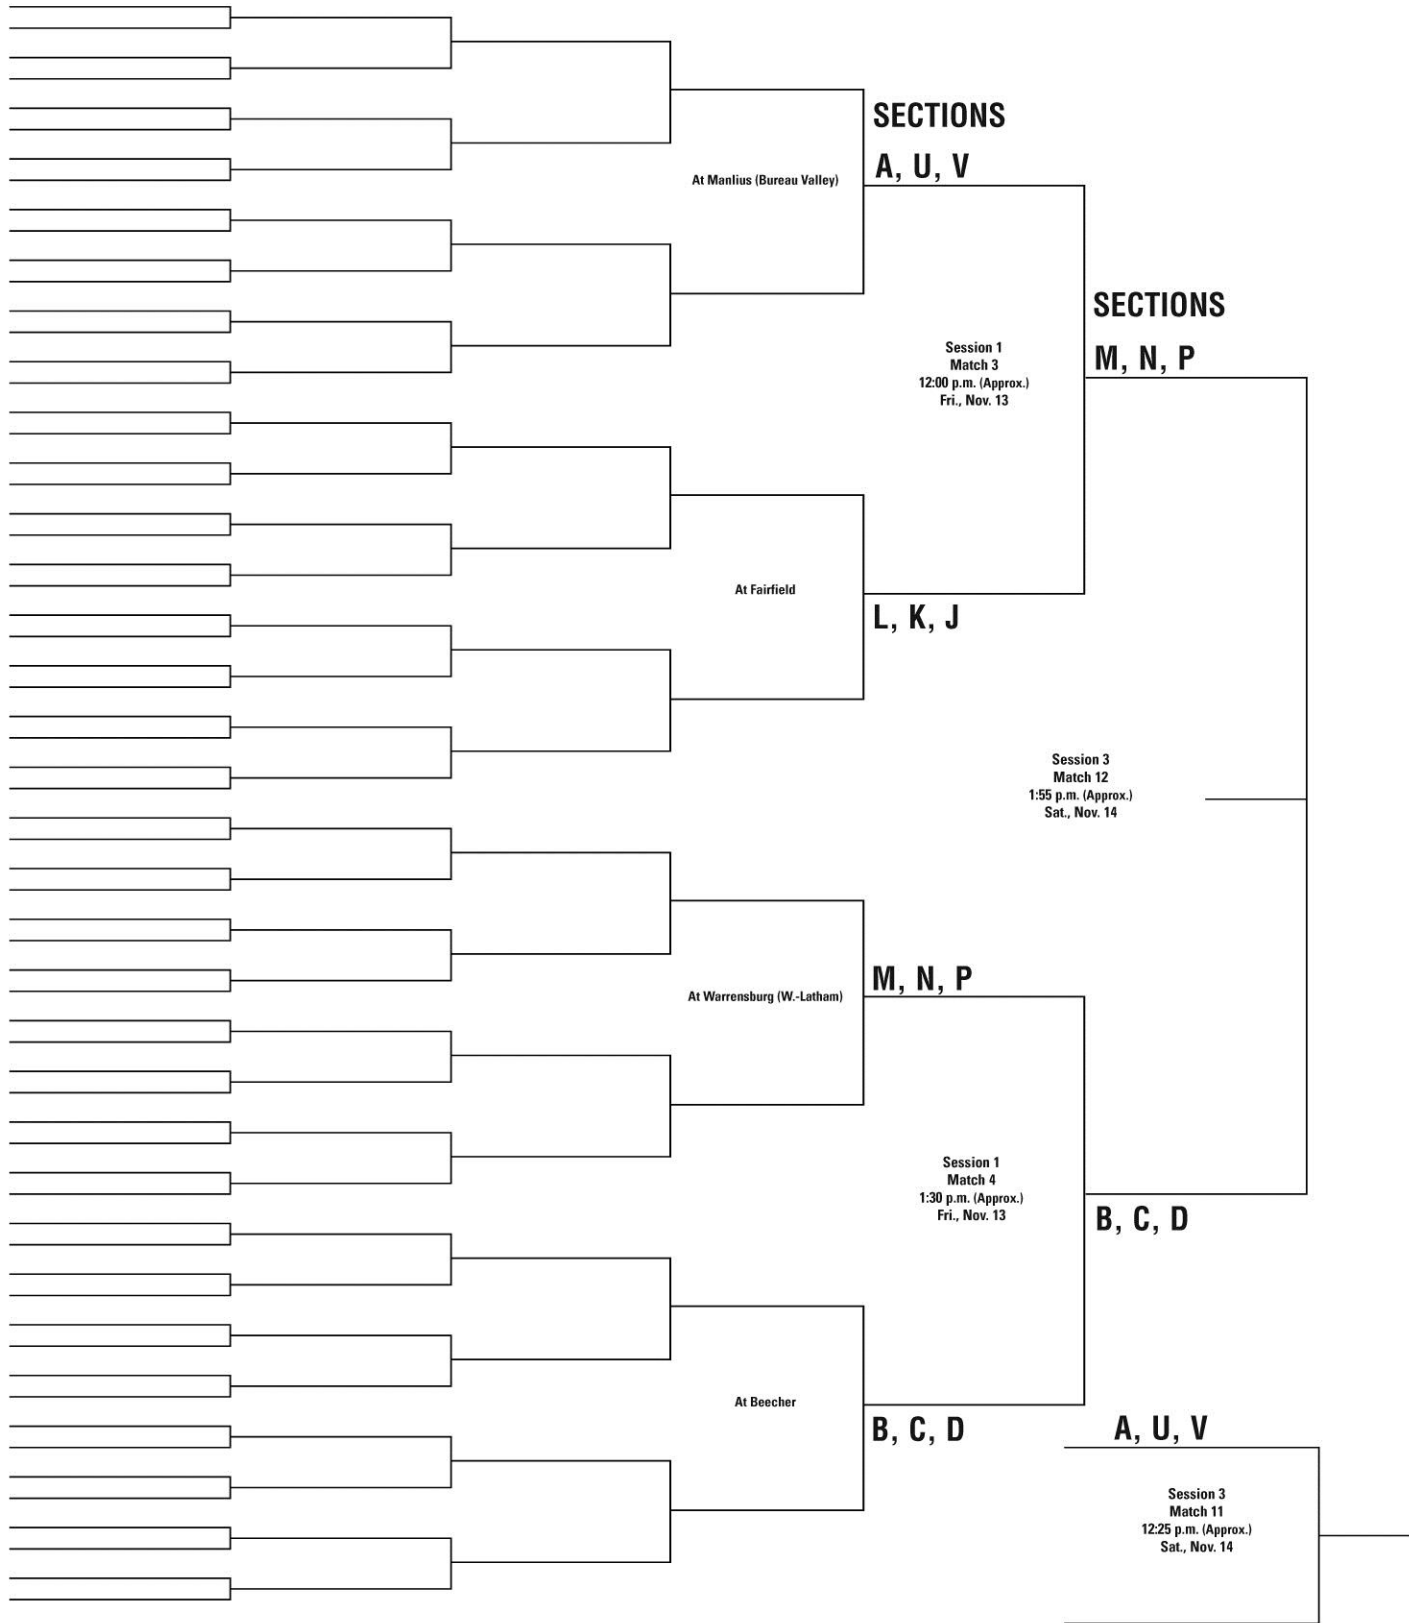 SECTIONS
A, U, V
At Manlius (Bureau Valley)
SECTIONS
M, N, P
Session 1
Match 3
12:00 p.m. (Approx.)
Fri., Nov. 13
At Fairfield
L, K, J
Session 3
Match 12
1:55 p.m. (Approx.)
Sat., Nov. 14
M, N, P
At Warrensburg (W.-Latham)
Session 1
Match 4
1:30 p.m. (Approx.)
Fri., Nov. 13
B, C, D
At Beecher
B, C, D
A, U, V
Session 3
Match 11
12:25 p.m. (Approx.)
Sat., Nov. 14